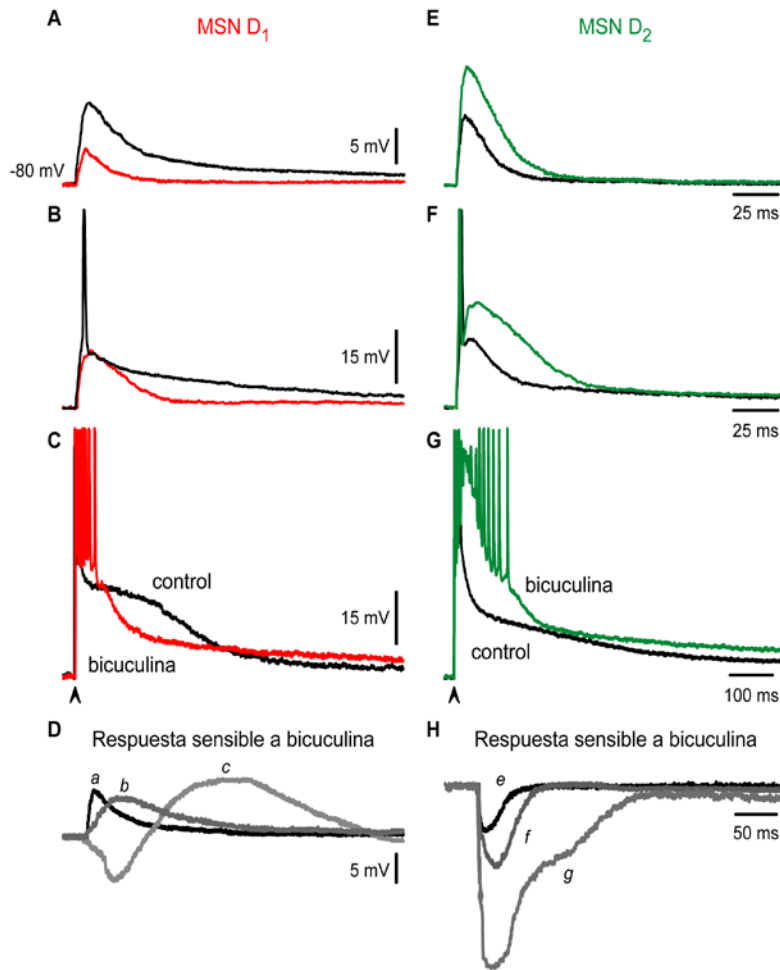 A
MSN D1
E
MSN D2
5 mV
-80 mV
25 ms
B
F
15 mV
25 ms
C
G
control
bicuculina
15 mV
bicuculina
control
100 ms
D
Respuesta sensible a bicuculina
H
Respuesta sensible a bicuculina
a
b
c
e
f
g
50 ms
5 mV